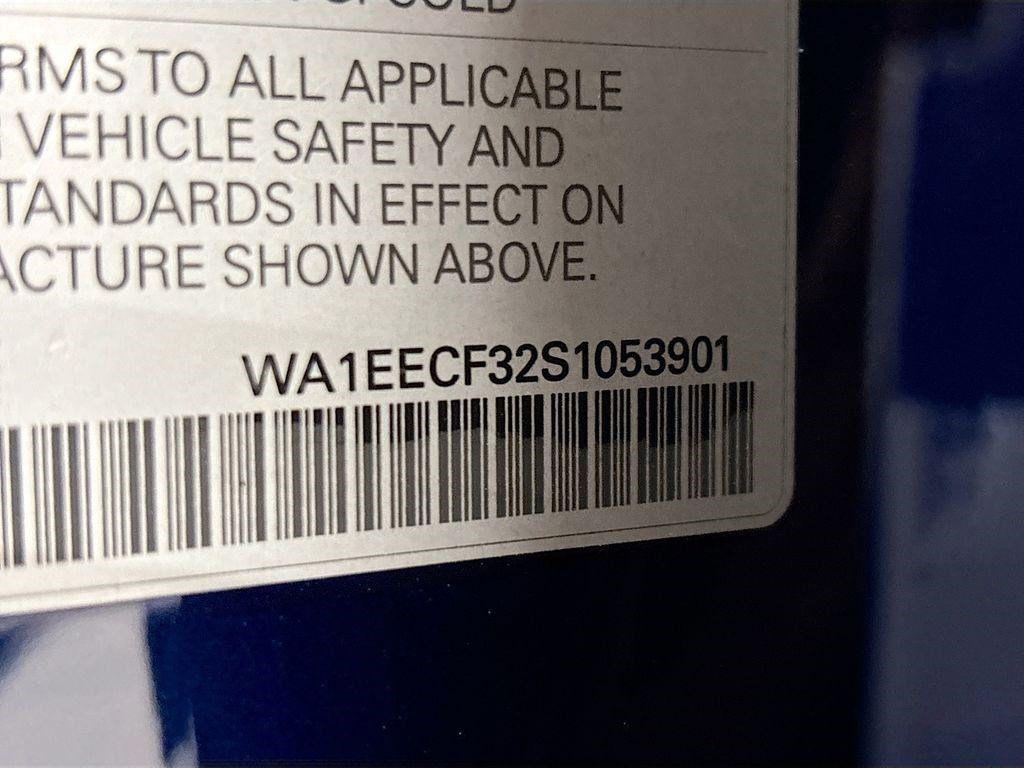 RMS TO ALL APPLICABLE
VEHICLE SAFETY AND
TANDARDS IN EFFECT ON
ACTURE SHOWN ABOVE.
WA1EECF32S1053901